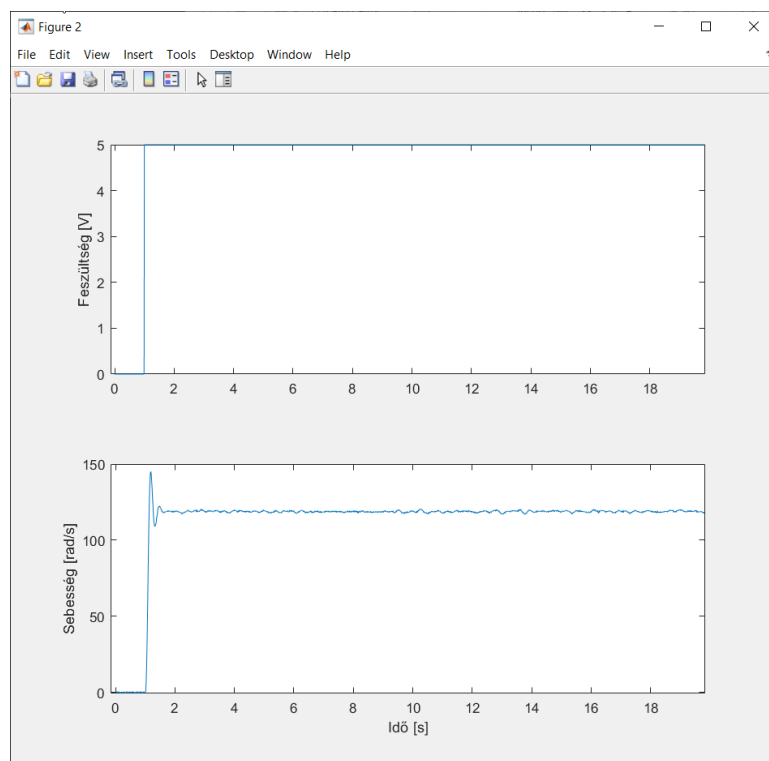 Figure 2
File Edit View Insert Tools Desktop Window Help
5
4
3
2
1
0
Feszültség [V]
0 2 4 6 8 10 12 14 16 18
150
100
50
0
Sebesség [rad/s]
0 2 4 6 8 10 12 14 16 18
Idő [s]